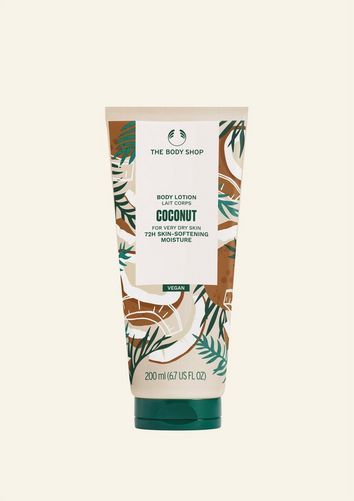 THE BODY SHOP
BODY LOTION
LAIT CORPS
COCONUT
FOR VERY DRY SKIN
72H SKIN-SOFTENING
MOISTURE
VEGAN
200 ml (6.7 US FL OZ)